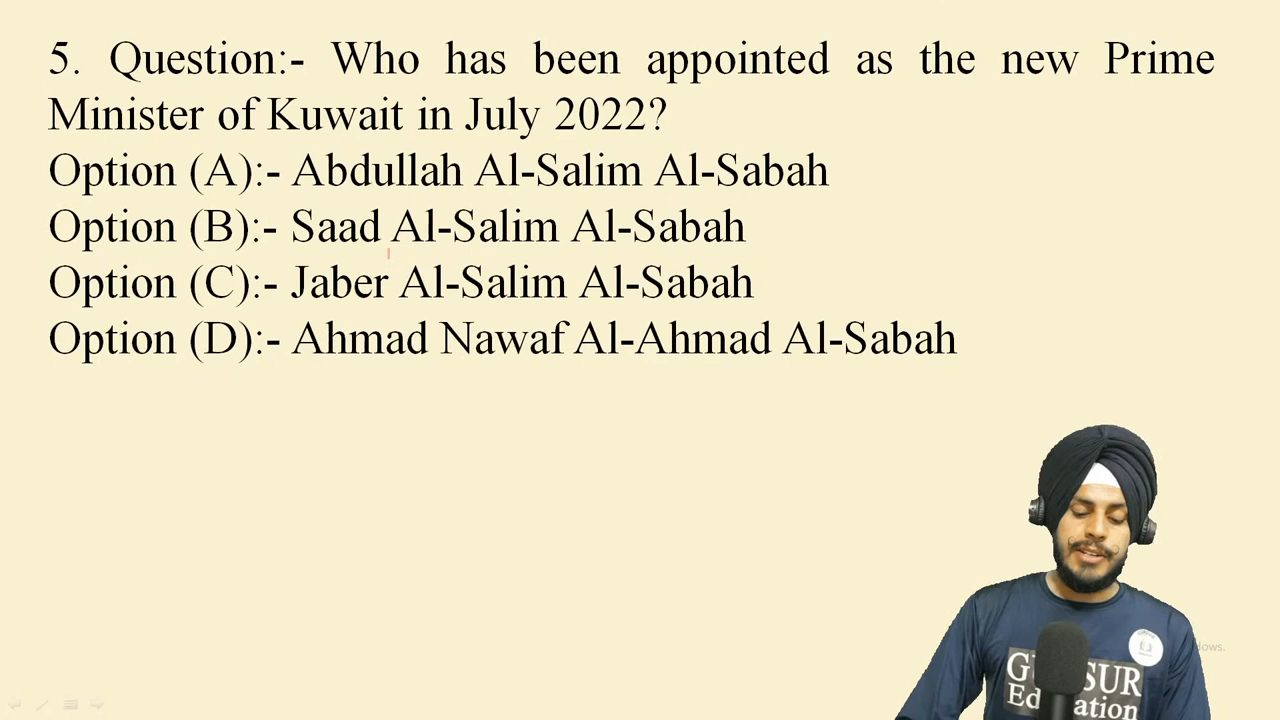 5. Question:- Who has been appointed as the new Prime
Minister of Kuwait in July 2022?
Option (A):- Abdullah Al-Salim Al-Sabah
Option (B):- Saad Al-Salim Al-Sabah
Option (C):- Jaber Al-Salim Al-Sabah
Option (D):- Ahmad Nawaf Al-Ahmad Al-Sabah